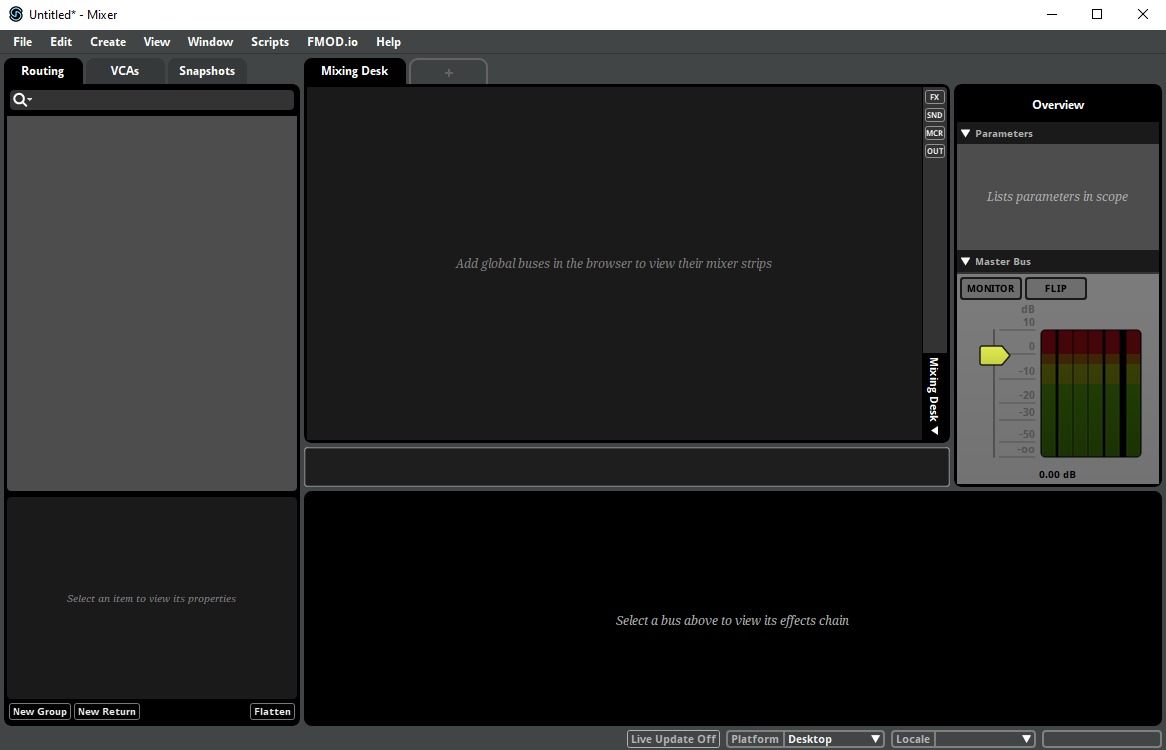 Untitled* - Mixer
File Edit Create View Window Scripts FMOD.io Help
Routing VCAs Snapshots
Mixing Desk +
FX
SND
MCR
OUT
Add global buses in the browser to view their mixer strips
Mixing Desk
Overview
Parameters
Lists parameters in scope
Master Bus
MONITOR FLIP
dB
10
0
-10
-20
-30
-50
-oo
0.00 dB
Select an item to view its properties
New Group New Return Flatten
Select a bus above to view its effects chain
Live Update Off Platform Desktop Locale